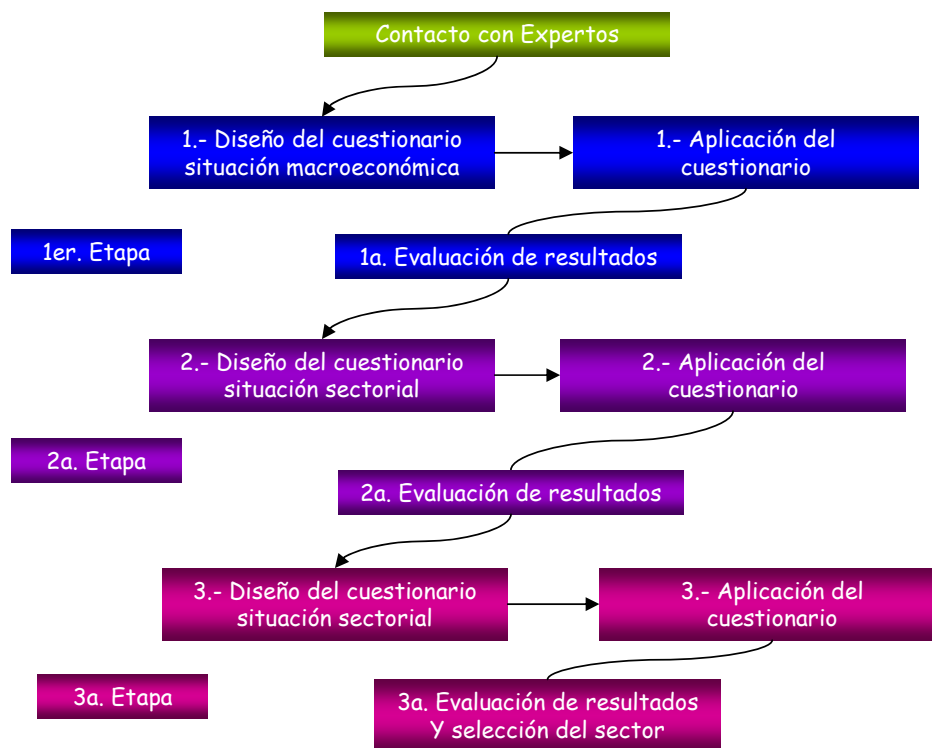 Contacto con Expertos
1.- Diseño del cuestionario
situación macroeconómica
1.- Aplicación del
cuestionario
1er. Etapa
1a. Evaluación de resultados
2.- Diseño del cuestionario
situación sectorial
2.- Aplicación del
cuestionario
2a. Etapa
2a. Evaluación de resultados
3.- Diseño del cuestionario
situación sectorial
3.- Aplicación del
cuestionario
3a. Etapa
3a. Evaluación de resultados
Y selección del sector